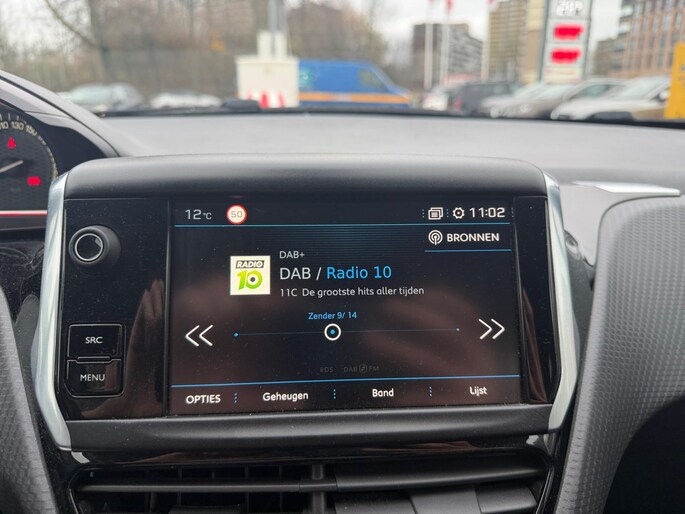 12°C
50
11:02
BRONNEN
DAB+
RADIO 10
DAB / Radio 10
11C De grootste hits aller tijden
Zender 9/ 14
RDS DAB FM
SRC
MENU
OPTIES
Geheugen
Band
Lijst